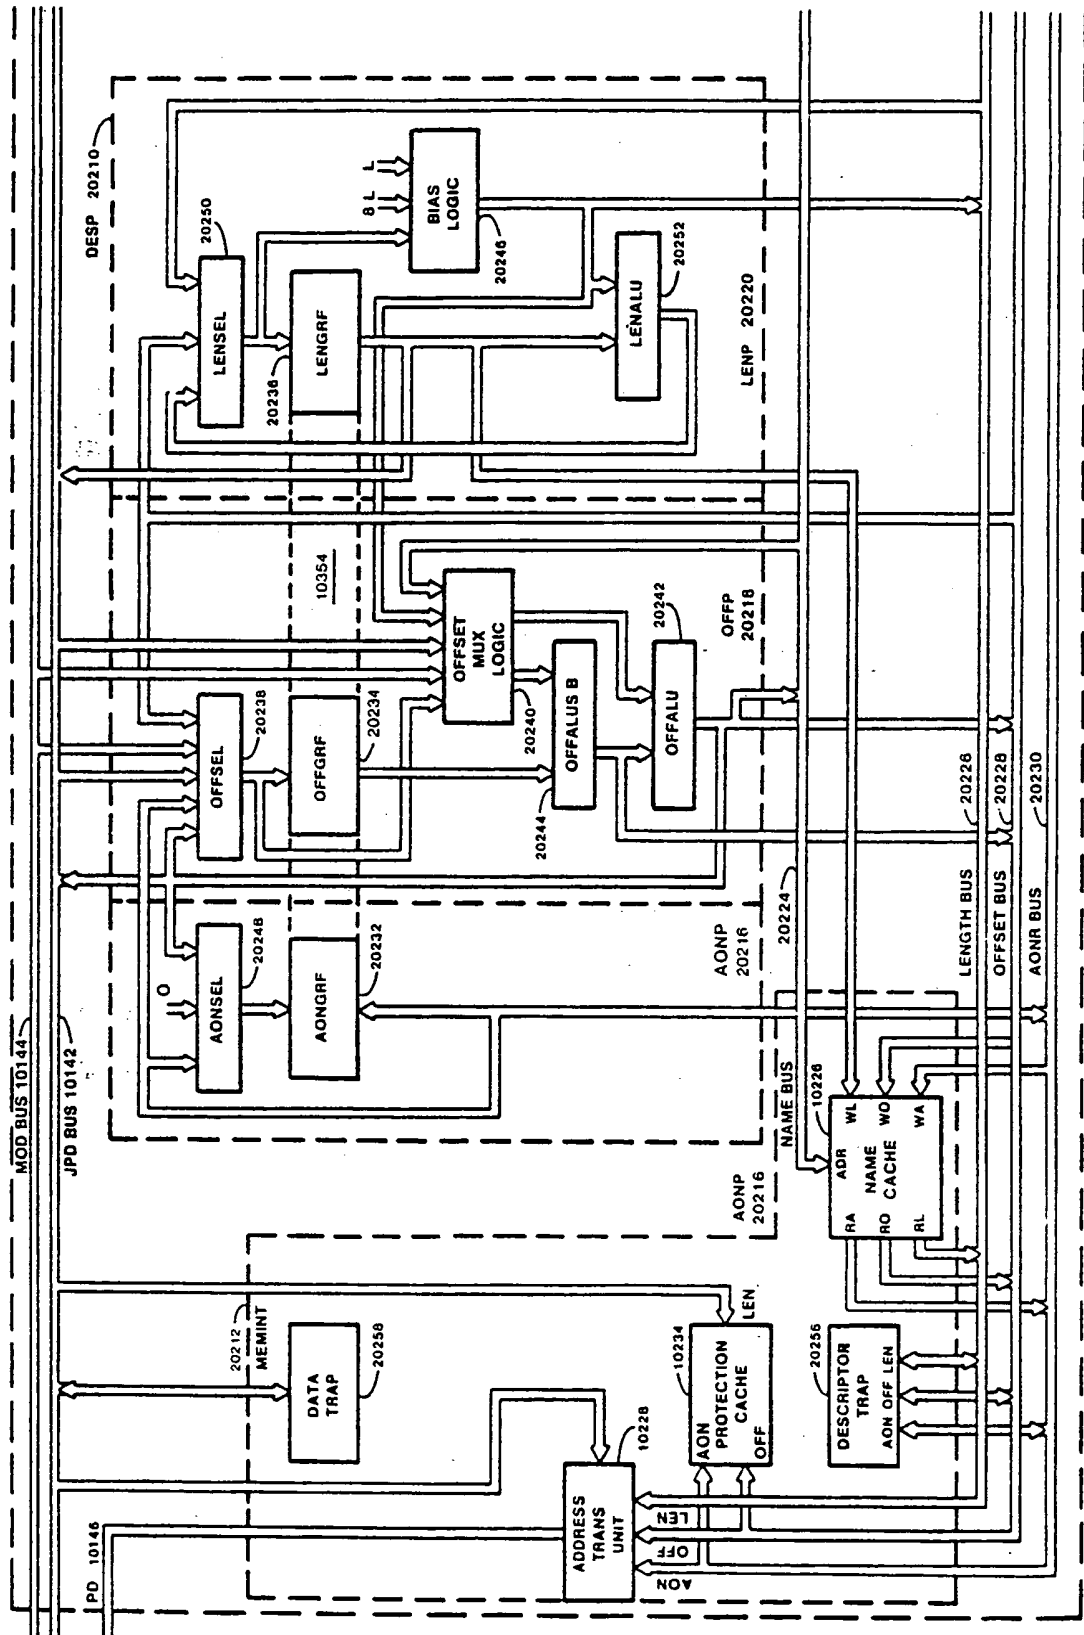 MOD BUS 10144
JPD BUS 10142
PD 10146
DESP 20210
20212
MEMINT
DATA
TRAP
20258
ADDRESS
TRANS
UNIT
10228
AON
OFF
LEN
AON
PROTECTION
CACHE
OFF
LEN
10234
DESCRIPTOR
TRAP
AON OFF LEN
20256
AONP
20216
NAME
CACHE
ADR
RA
RO
RL
WL
WO
WA
10226
NAME BUS
20224
AONSEL
20248
O
AONGRF
20232
AONP
20216
OFFSEL
20238
OFFGRF
20234
10354
OFFSET
MUX
LOGIC
20240
OFFALUS B
20244
OFFALU
20242
OFFP
20218
LENSEL
20250
LENGRF
20236
BIAS
LOGIC
20246
8 L
L
LENALU
20252
LENP 20220
LENGTH BUS
20226
OFFSET BUS
20228
AONR BUS
20230